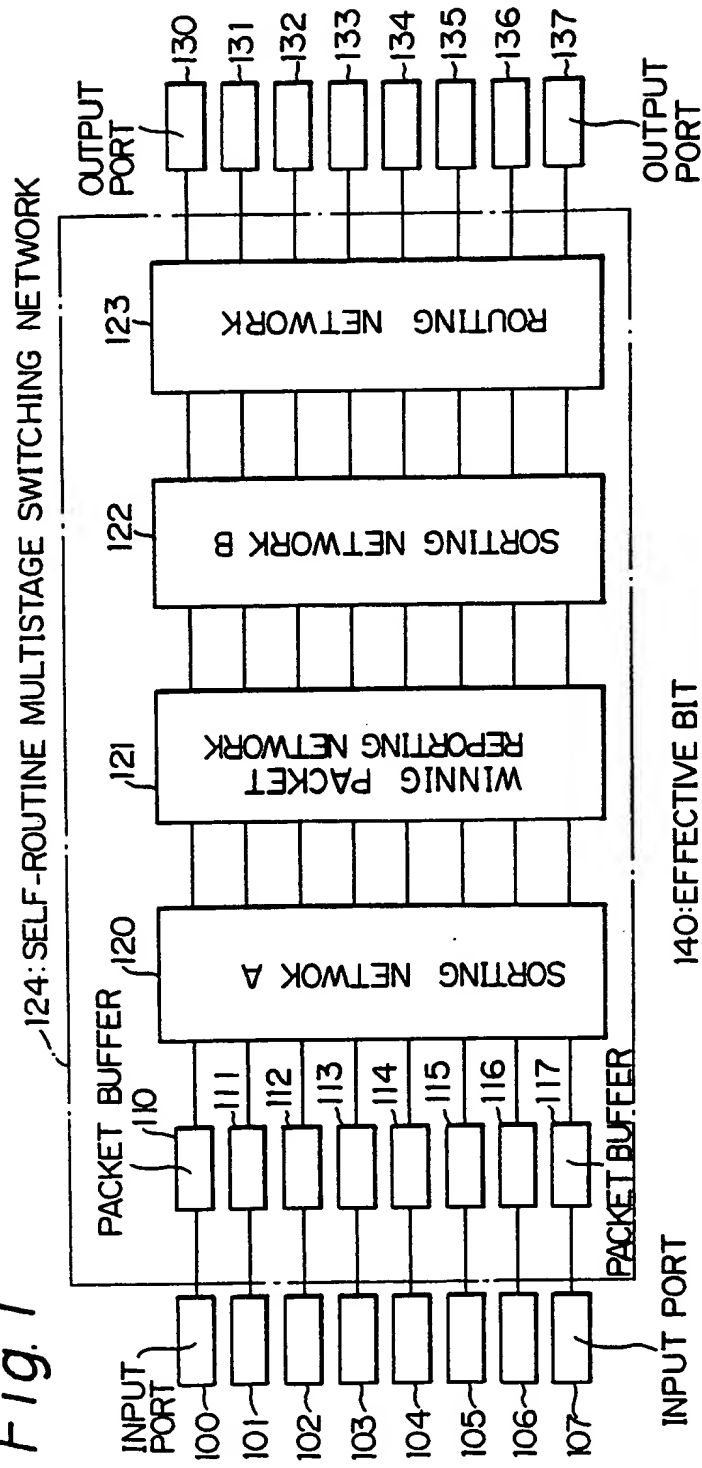 Fig. 1
124: SELF-ROUTINE MULTISTAGE SWITCHING NETWORK
INPUT
PORT
100
101
102
103
104
105
106
107
INPUT PORT
PACKET BUFFER
110
111
112
113
114
115
116
117
PACKET BUFFER
120
SORTING NETWOK A
121
WINNIG PACKET
REPORTING NETWORK
122
SORTING NETWORK B
123
ROUTING NETWORK
OUTPUT
PORT
130
131
132
133
134
135
136
137
OUTPUT
PORT
140: EFFECTIVE BIT